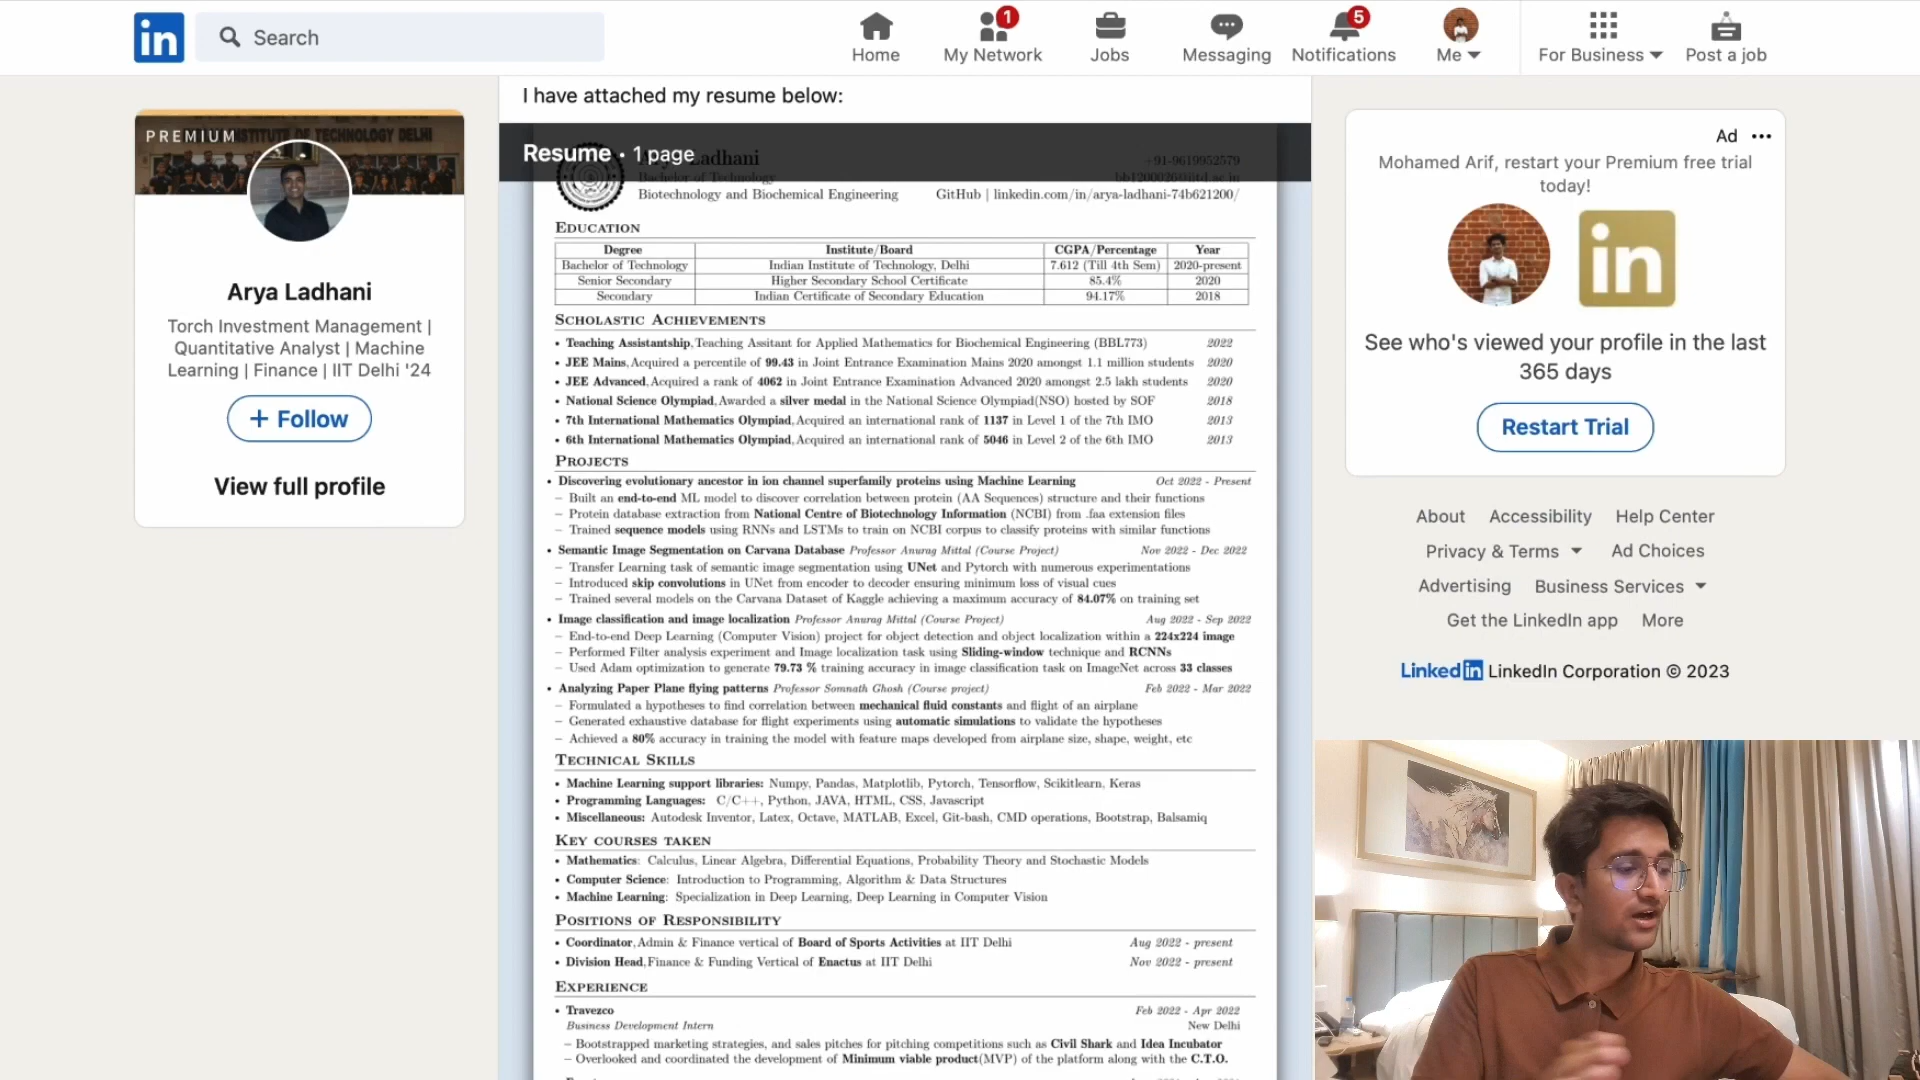 in
Search
Home
1
My Network
Jobs
Messaging
5
Notifications
Me
For Business
Post a job
PREMIUM
INSTITUTE OF TECHNOLOGY DELHI
Arya Ladhani
Torch Investment Management |
Quantitative Analyst | Machine
Learning | Finance | IIT Delhi '24
+ Follow
View full profile
I have attached my resume below:
Resume • 1 page
Ladhani
+91-9619952579
Bachelor of Technology
Biotechnology and Biochemical Engineering
GitHub | linkedin.com/in/arya-ladhani-74b621200/
EDUCATION
Degree Institute/Board CGPA/Percentage Year
Bachelor of Technology Indian Institute of Technology, Delhi 7.612 (Till 4th Sem) 2020-present
Senior Secondary Higher Secondary School Certificate 85.4% 2020
Secondary Indian Certificate of Secondary Education 94.17% 2018
SCHOLASTIC ACHIEVEMENTS
• Teaching Assistantship, Teaching Assitant for Applied Mathematics for Biochemical Engineering (BBL773) 2022
• JEE Mains, Acquired a percentile of 99.43 in Joint Entrance Examination Mains 2020 amongst 1.1 million students 2020
• JEE Advanced, Acquired a rank of 4062 in Joint Entrance Examination Advanced 2020 amongst 2.5 lakh students 2020
• National Science Olympiad, Awarded a silver medal in the National Science Olympiad(NSO) hosted by SOF 2018
• 7th International Mathematics Olympiad, Acquired an international rank of 1137 in Level 1 of the 7th IMO 2013
• 6th International Mathematics Olympiad, Acquired an international rank of 5046 in Level 2 of the 6th IMO 2013
PROJECTS
• Discovering evolutionary ancestor in ion channel superfamily proteins using Machine Learning Oct 2022 - Present
– Built an end-to-end ML model to discover correlation between protein (AA Sequences) structure and their functions
– Protein database extraction from National Centre of Biotechnology Information (NCBI) from .faa extension files
– Trained sequence models using RNNs and LSTMs to train on NCBI corpus to classify proteins with similar functions
• Semantic Image Segmentation on Carvana Database Professor Anurag Mittal (Course Project) Nov 2022 - Dec 2022
– Transfer Learning task of semantic image segmentation using UNet and Pytorch with numerous experimentations
– Introduced skip convolutions in UNet from encoder to decoder ensuring minimum loss of visual cues
– Trained several models on the Carvana Dataset of Kaggle achieving a maximum accuracy of 84.07% on training set
• Image classification and image localization Professor Anurag Mittal (Course Project) Aug 2022 - Sep 2022
– End-to-end Deep Learning (Computer Vision) project for object detection and object localization within a 224x224 image
– Performed Filter analysis experiment and Image localization task using Sliding-window technique and RCNNs
– Used Adam optimization to generate 79.73 % training accuracy in image classification task on ImageNet across 33 classes
• Analyzing Paper Plane flying patterns Professor Somnath Ghosh (Course project) Feb 2022 - Mar 2022
– Formulated a hypotheses to find correlation between mechanical fluid constants and flight of an airplane
– Generated exhaustive database for flight experiments using automatic simulations to validate the hypotheses
– Achieved a 80% accuracy in training the model with feature maps developed from airplane size, shape, weight, etc
TECHNICAL SKILLS
• Machine Learning support libraries: Numpy, Pandas, Matplotlib, Pytorch, Tensorflow, Scikitlearn, Keras
• Programming Languages: C/C++, Python, JAVA, HTML, CSS, Javascript
• Miscellaneous: Autodesk Inventor, Latex, Octave, MATLAB, Excel, Git-bash, CMD operations, Bootstrap, Balsamiq
KEY COURSES TAKEN
• Mathematics: Calculus, Linear Algebra, Differential Equations, Probability Theory and Stochastic Models
• Computer Science: Introduction to Programming, Algorithm & Data Structures
• Machine Learning: Specialization in Deep Learning, Deep Learning in Computer Vision
POSITIONS OF RESPONSIBILITY
• Coordinator, Admin & Finance vertical of Board of Sports Activities at IIT Delhi Aug 2022 - present
• Division Head, Finance & Funding Vertical of Enactus at IIT Delhi Nov 2022 - present
EXPERIENCE
• Travezco Feb 2022 - Apr 2022
Business Development Intern New Delhi
– Bootstrapped marketing strategies, and sales pitches for pitching competitions such as Civil Shark and Idea Incubator
– Overlooked and coordinated the development of Minimum viable product(MVP) of the platform along with the C.T.O.
Ad •••
Mohamed Arif, restart your Premium free trial
today!
in
See who's viewed your profile in the last
365 days
Restart Trial
About Accessibility Help Center
Privacy & Terms Ad Choices
Advertising Business Services
Get the LinkedIn app More
LinkedIn LinkedIn Corporation © 2023